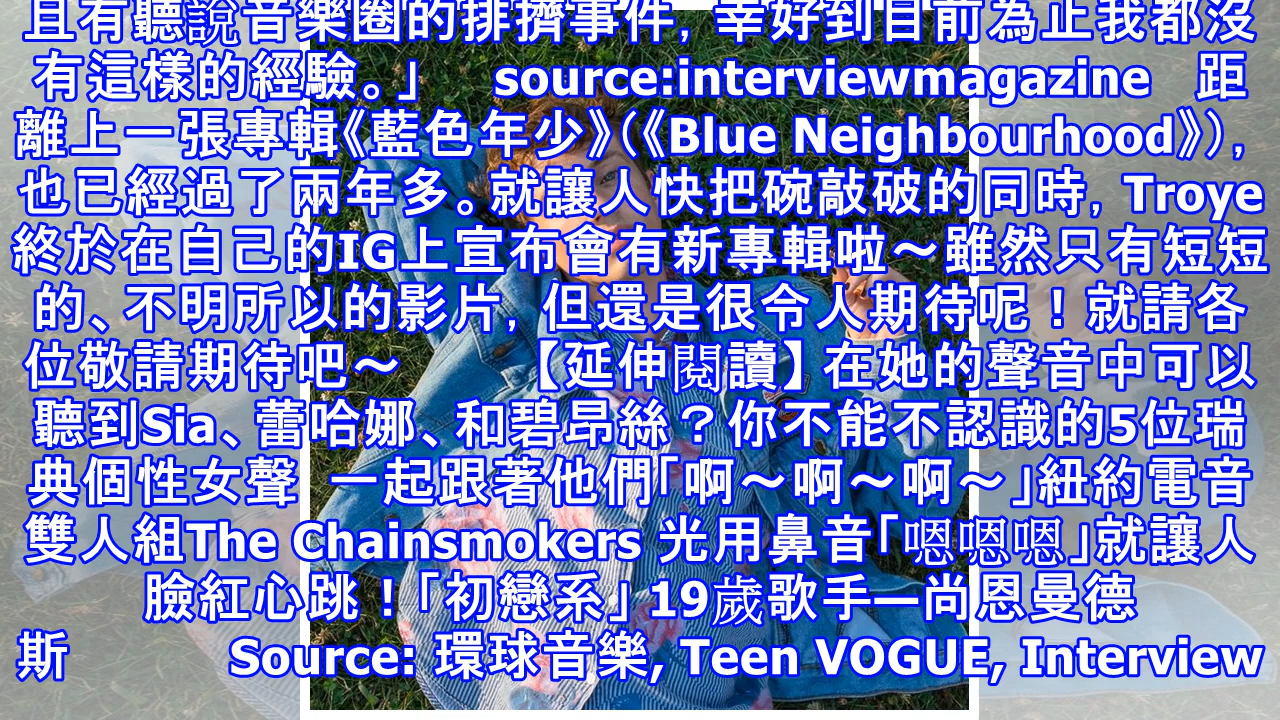 且有聽說音樂圈的排擠事件, 幸好到目前為止我都沒
有這樣的經驗。」 source:interviewmagazine 距
離上一張專輯《藍色年少》(《Blue Neighbourhood》),
也已經過了兩年多。就讓人快把碗敲破的同時, Troye
終於在自己的IG上宣布會有新專輯啦～雖然只有短短
的、不明所以的影片, 但還是很令人期待呢！就請各
位敬請期待吧～ 【延伸閱讀】在她的聲音中可以
聽到Sia、蕾哈娜、和碧昂絲？你不能不認識的5位瑞
典個性女聲 一起跟著他們「啊～啊～啊～」紐約電音
雙人組The Chainsmokers 光用鼻音「嗯嗯嗯」就讓人
臉紅心跳！「初戀系」19歲歌手—尚恩曼德
斯 Source: 環球音樂, Teen VOGUE, Interview